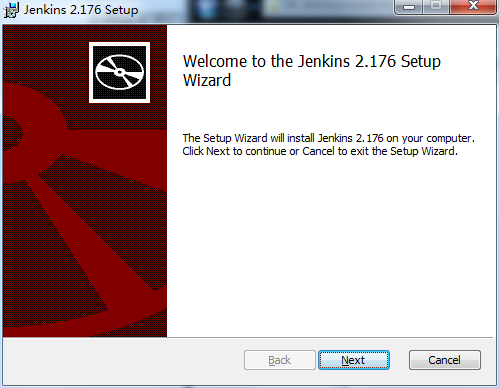 Jenkins 2.176 Setup
Welcome to the Jenkins 2.176 Setup
Wizard
The Setup Wizard will install Jenkins 2.176 on your computer.
Click Next to continue or Cancel to exit the Setup Wizard.
Back Next Cancel